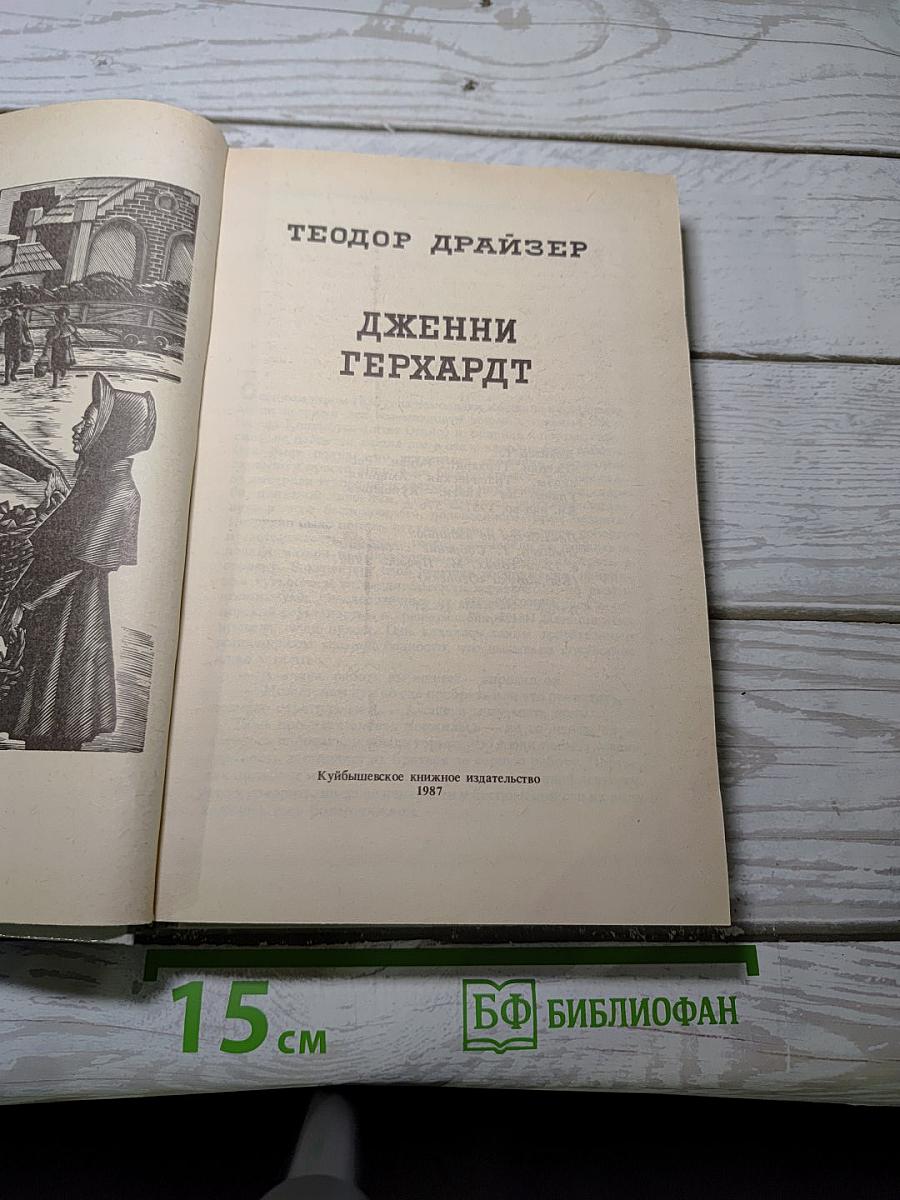 ТЕОДОР ДРАЙЗЕР
ДЖЕННИ
ГЕРХАРДТ
Куйбышевское книжное издательство
1987
15 см
БФ БИБЛИОФАН